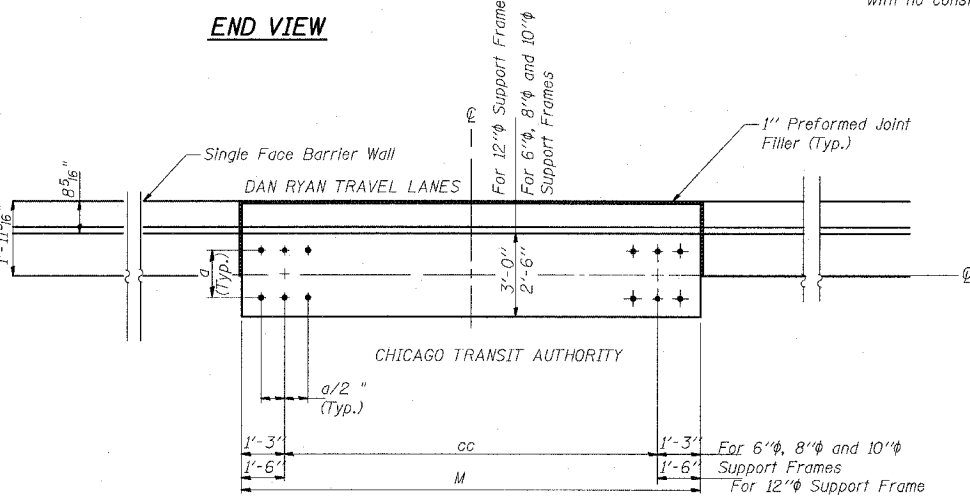 END VIEW
with no consi
For 12"φ Support Frame
For 6"φ, 8"φ and 10"φ
Support Frames
℄
1" Preformed Joint
Filler (Typ.)
Single Face Barrier Wall
DAN RYAN TRAVEL LANES
8 5/16"
1'-11 11/16"
a
(Typ.)
3'-0"
2'-6"
℄
CHICAGO TRANSIT AUTHORITY
a/2 "
(Typ.)
1'-3"
cc
1'-3"
For 6"φ, 8"φ and 10"φ
Support Frames
1'-6"
M
1'-6"
For 12"φ Support Frame